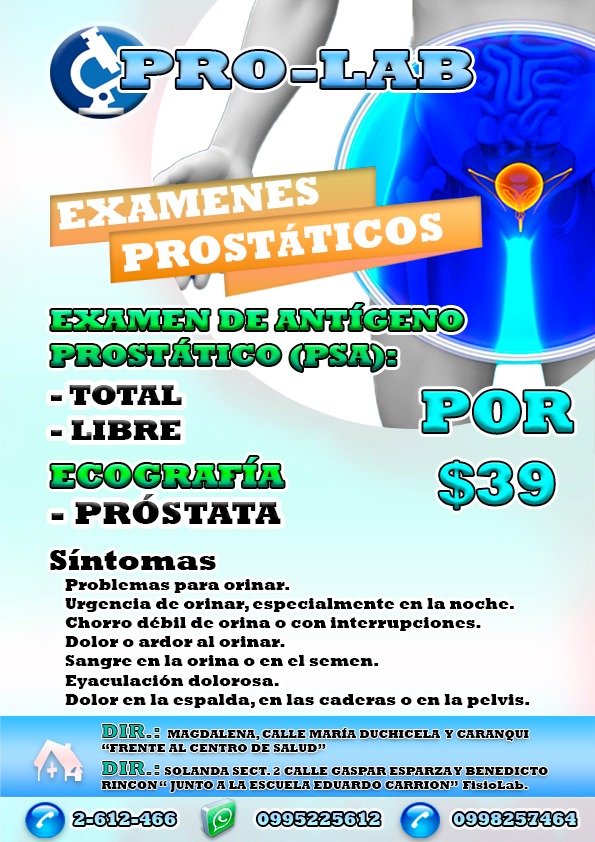 PRO-LAB
EXAMENES
PROSTÁTICOS
EXAMEN DE ANTÍGENO
PROSTÁTICO (PSA):
- TOTAL
- LIBRE
POR
$39
ECOGRAFÍA
- PRÓSTATA
Síntomas
Problemas para orinar.
Urgencia de orinar, especialmente en la noche.
Chorro débil de orina o con interrupciones.
Dolor o ardor al orinar.
Sangre en la orina o en el semen.
Eyaculación dolorosa.
Dolor en la espalda, en las caderas o en la pelvis.
DIR.: MAGDALENA, CALLE MARÍA DUCHICELA Y CARANQUI
“FRENTE AL CENTRO DE SALUD”
DIR.: SOLANDA SECT. 2 CALLE GASPAR ESPARZA Y BENEDICTO
RINCON “ JUNTO A LA ESCUELA EDUARDO CARRION” FisioLab.
2-612-466 0995225612 0998257464